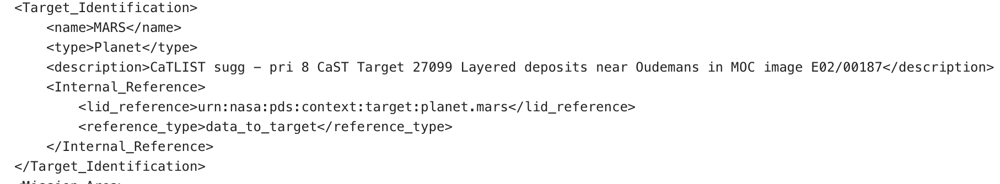 <Target_Identification>
<name>MARS</name>
<type>Planet</type>
<description>CaTLIST sugg – pri 8 CaST Target 27099 Layered deposits near Oudemans in MOC image E02/00187</description>
<Internal_Reference>
<lid_reference>urn:nasa:pds:context:target:planet.mars</lid_reference>
<reference_type>data_to_target</reference_type>
</Internal_Reference>
</Target_Identification>
<Mission_Area>